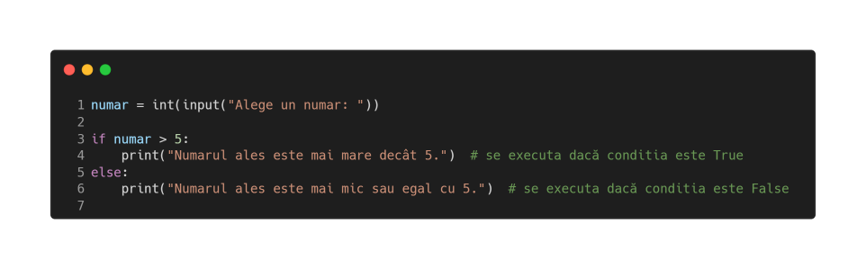 1 numar = int(input("Alege un numar: "))
2
3 if numar > 5:
4     print("Numarul ales este mai mare decât 5.")  # se executa dacă conditia este True
5 else:
6     print("Numarul ales este mai mic sau egal cu 5.")  # se executa dacă conditia este False
7